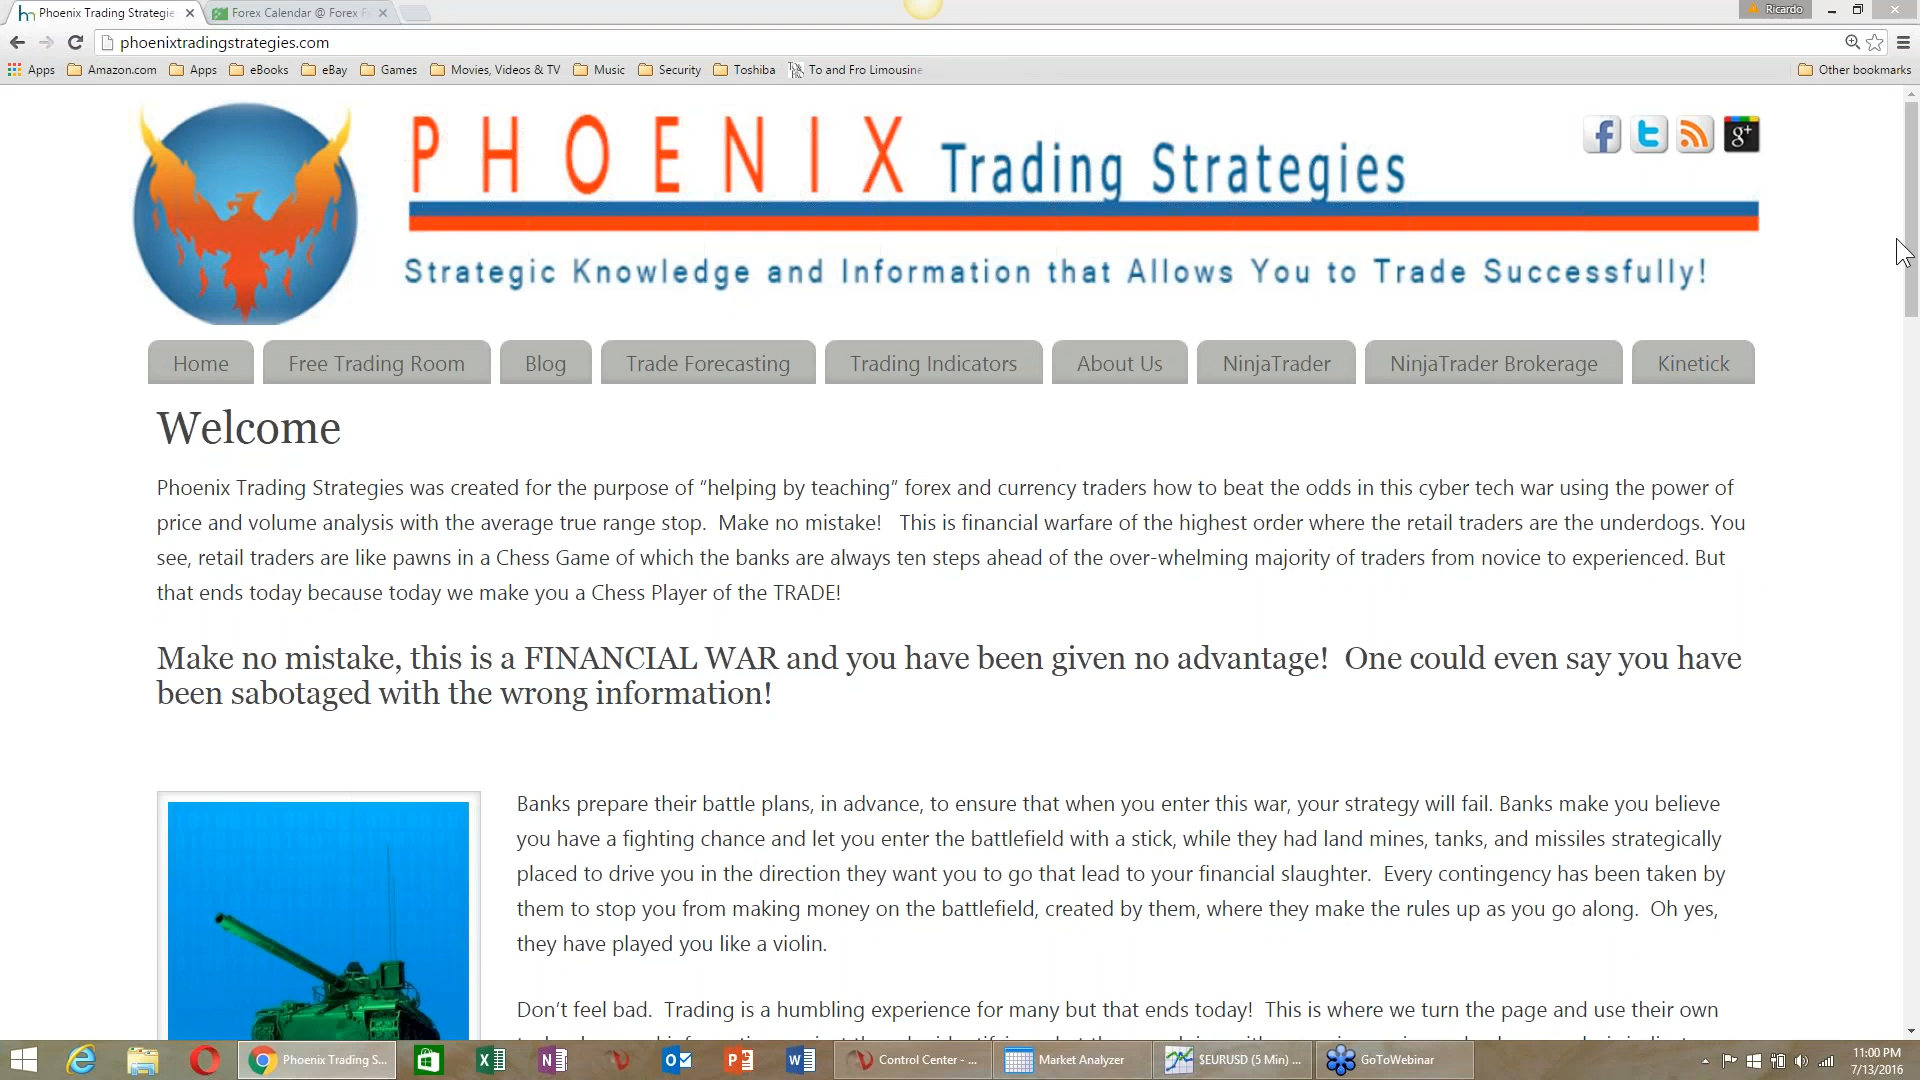 Phoenix Trading Strategie
Forex Calendar @ Forex F
Ricardo
phoenixtradingstrategies.com
Apps
Amazon.com
Apps
eBooks
eBay
Games
Movies, Videos & TV
Music
Security
Toshiba
To and Fro Limousine
Other bookmarks
PHOENIX Trading Strategies
Strategic Knowledge and Information that Allows You to Trade Successfully!
Home
Free Trading Room
Blog
Trade Forecasting
Trading Indicators
About Us
NinjaTrader
NinjaTrader Brokerage
Kinetick
Welcome
Phoenix Trading Strategies was created for the purpose of “helping by teaching” forex and currency traders how to beat the odds in this cyber tech war using the power of
price and volume analysis with the average true range stop.  Make no mistake!   This is financial warfare of the highest order where the retail traders are the underdogs. You
see, retail traders are like pawns in a Chess Game of which the banks are always ten steps ahead of the over-whelming majority of traders from novice to experienced. But
that ends today because today we make you a Chess Player of the TRADE!
Make no mistake, this is a FINANCIAL WAR and you have been given no advantage!  One could even say you have
been sabotaged with the wrong information!
Banks prepare their battle plans, in advance, to ensure that when you enter this war, your strategy will fail. Banks make you believe
you have a fighting chance and let you enter the battlefield with a stick, while they had land mines, tanks, and missiles strategically
placed to drive you in the direction they want you to go that lead to your financial slaughter.  Every contingency has been taken by
them to stop you from making money on the battlefield, created by them, where they make the rules up as you go along.  Oh yes,
they have played you like a violin.
Don’t feel bad.  Trading is a humbling experience for many but that ends today!  This is where we turn the page and use their own
Phoenix Trading S...
Control Center - ...
Market Analyzer
$EURUSD (5 Min) ...
GoToWebinar
11:00 PM
7/13/2016